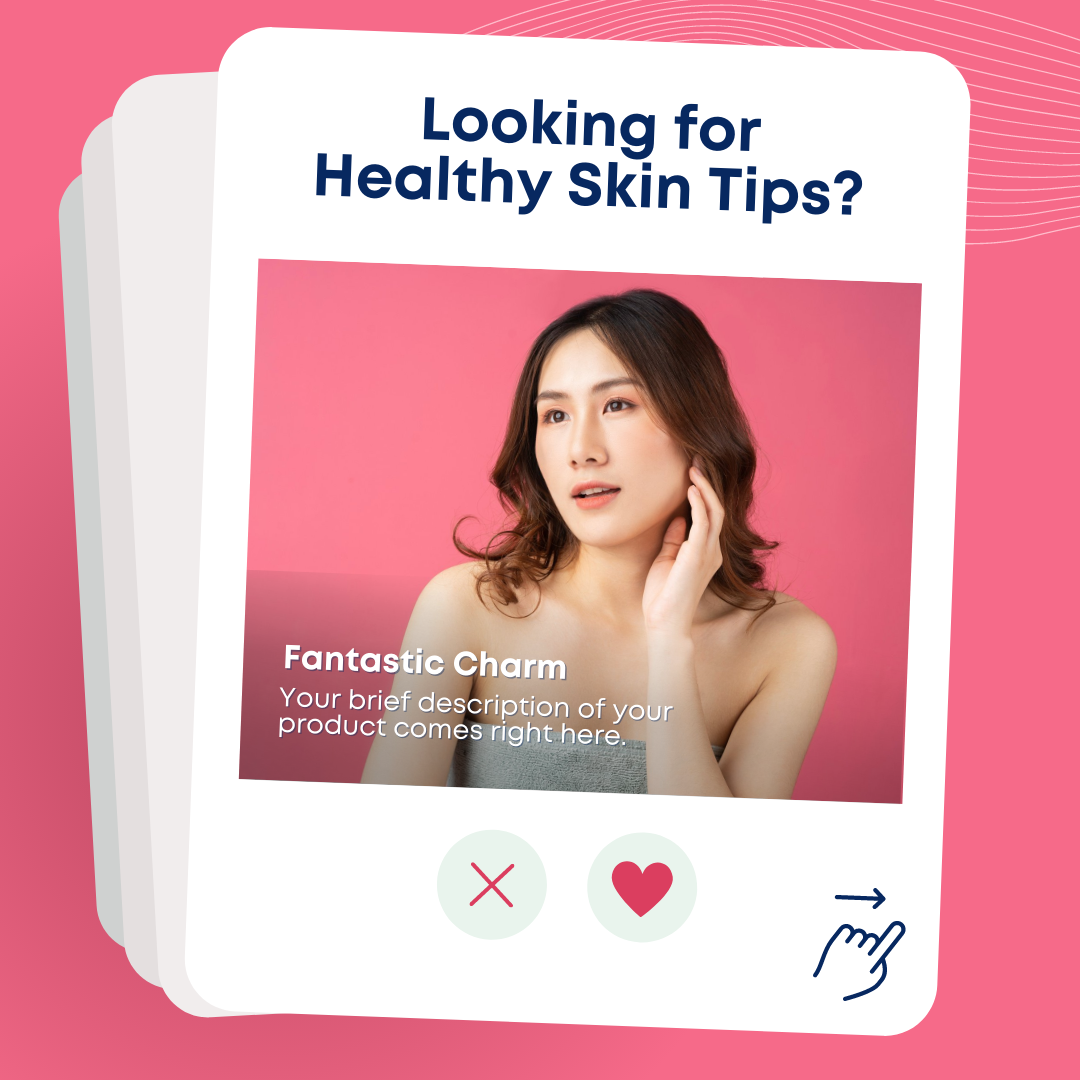 Looking for
Healthy Skin Tips?
Fantastic Charm
Your brief description of your
product comes right here.